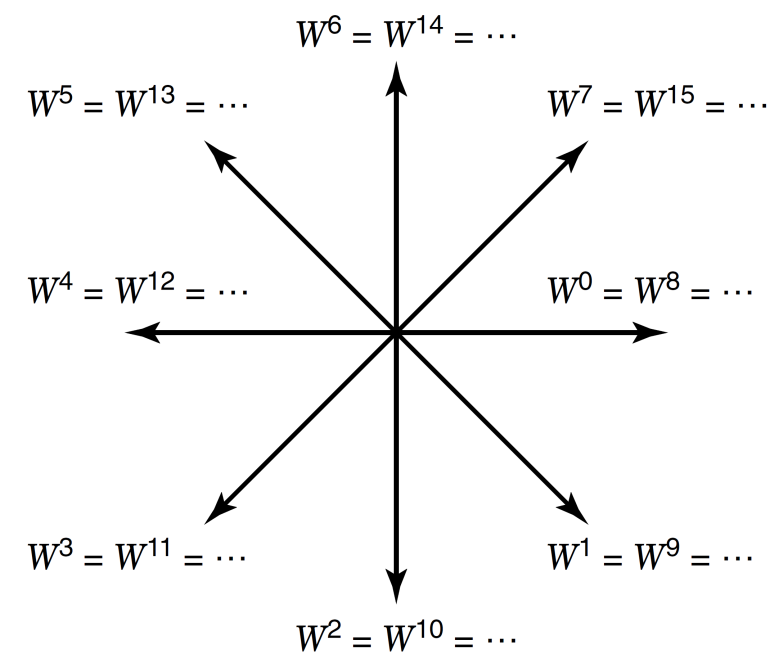 W⁶ = W¹⁴ = ⋯
W⁵ = W¹³ = ⋯
W⁷ = W¹⁵ = ⋯
W⁴ = W¹² = ⋯
W⁰ = W⁸ = ⋯
W³ = W¹¹ = ⋯
W¹ = W⁹ = ⋯
W² = W¹⁰ = ⋯